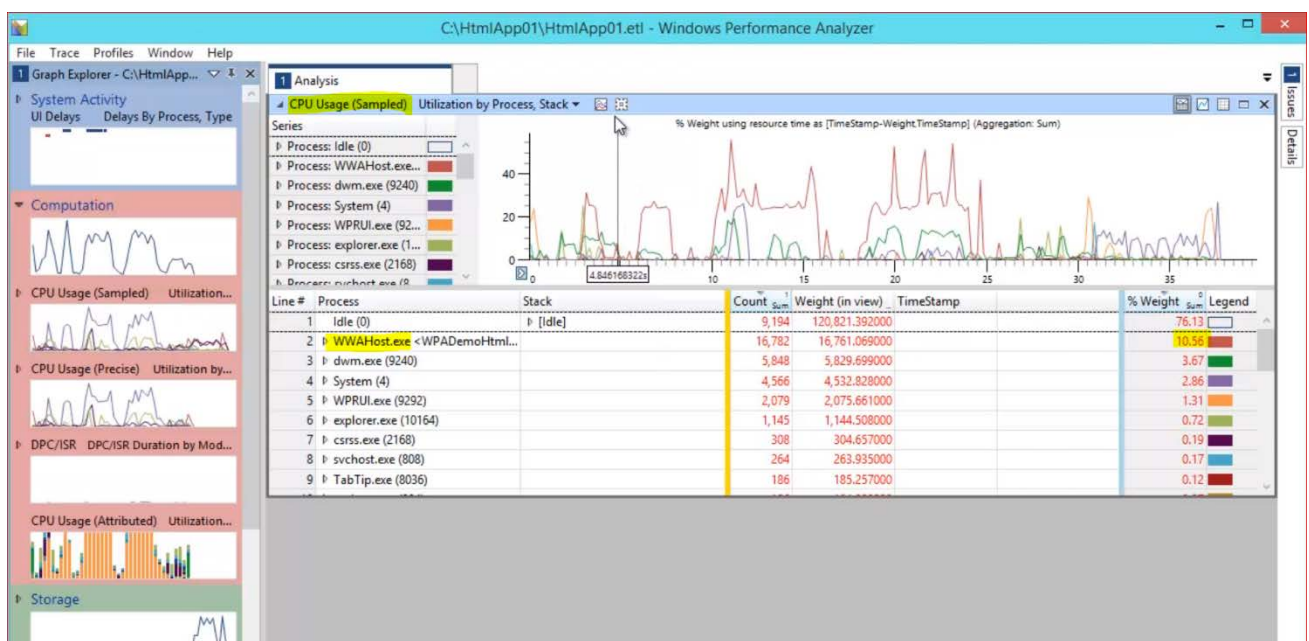 C:\HtmlApp01\HtmlApp01.etl - Windows Performance Analyzer
File Trace Profiles Window Help
1 Graph Explorer - C:\HtmlApp...
System Activity
UI Delays Delays By Process, Type
Computation
CPU Usage (Sampled) Utilization...
CPU Usage (Precise) Utilization by...
DPC/ISR DPC/ISR Duration by Mod...
CPU Usage (Attributed) Utilization...
Storage
1 Analysis
CPU Usage (Sampled) Utilization by Process, Stack
Series
Process: Idle (0)
Process: WWAHost.exe...
Process: dwm.exe (9240)
Process: System (4)
Process: WPRUI.exe (92...
Process: explorer.exe (1...
Process: csrss.exe (2168)
Process: svchost.exe (8...
% Weight using resource time as [TimeStamp-Weight,TimeStamp] (Aggregation: Sum)
40
20
0
0 4.846168322s 10 15 20 25 30 35
Line # Process Stack Count Sum 1 Weight (in view) TimeStamp % Weight Sum 0 Legend
1 Idle (0) [Idle] 9,194 120,821.392000 76.13
2 WWAHost.exe <WPADemoHtml... 16,782 16,761.069000 10.56
3 dwm.exe (9240) 5,848 5,829.699000 3.67
4 System (4) 4,566 4,532.828000 2.86
5 WPRUI.exe (9292) 2,079 2,075.661000 1.31
6 explorer.exe (10164) 1,145 1,144.508000 0.72
7 csrss.exe (2168) 308 304.657000 0.19
8 svchost.exe (808) 264 263.935000 0.17
9 TabTip.exe (8036) 186 185.257000 0.12
1 Issues
Details